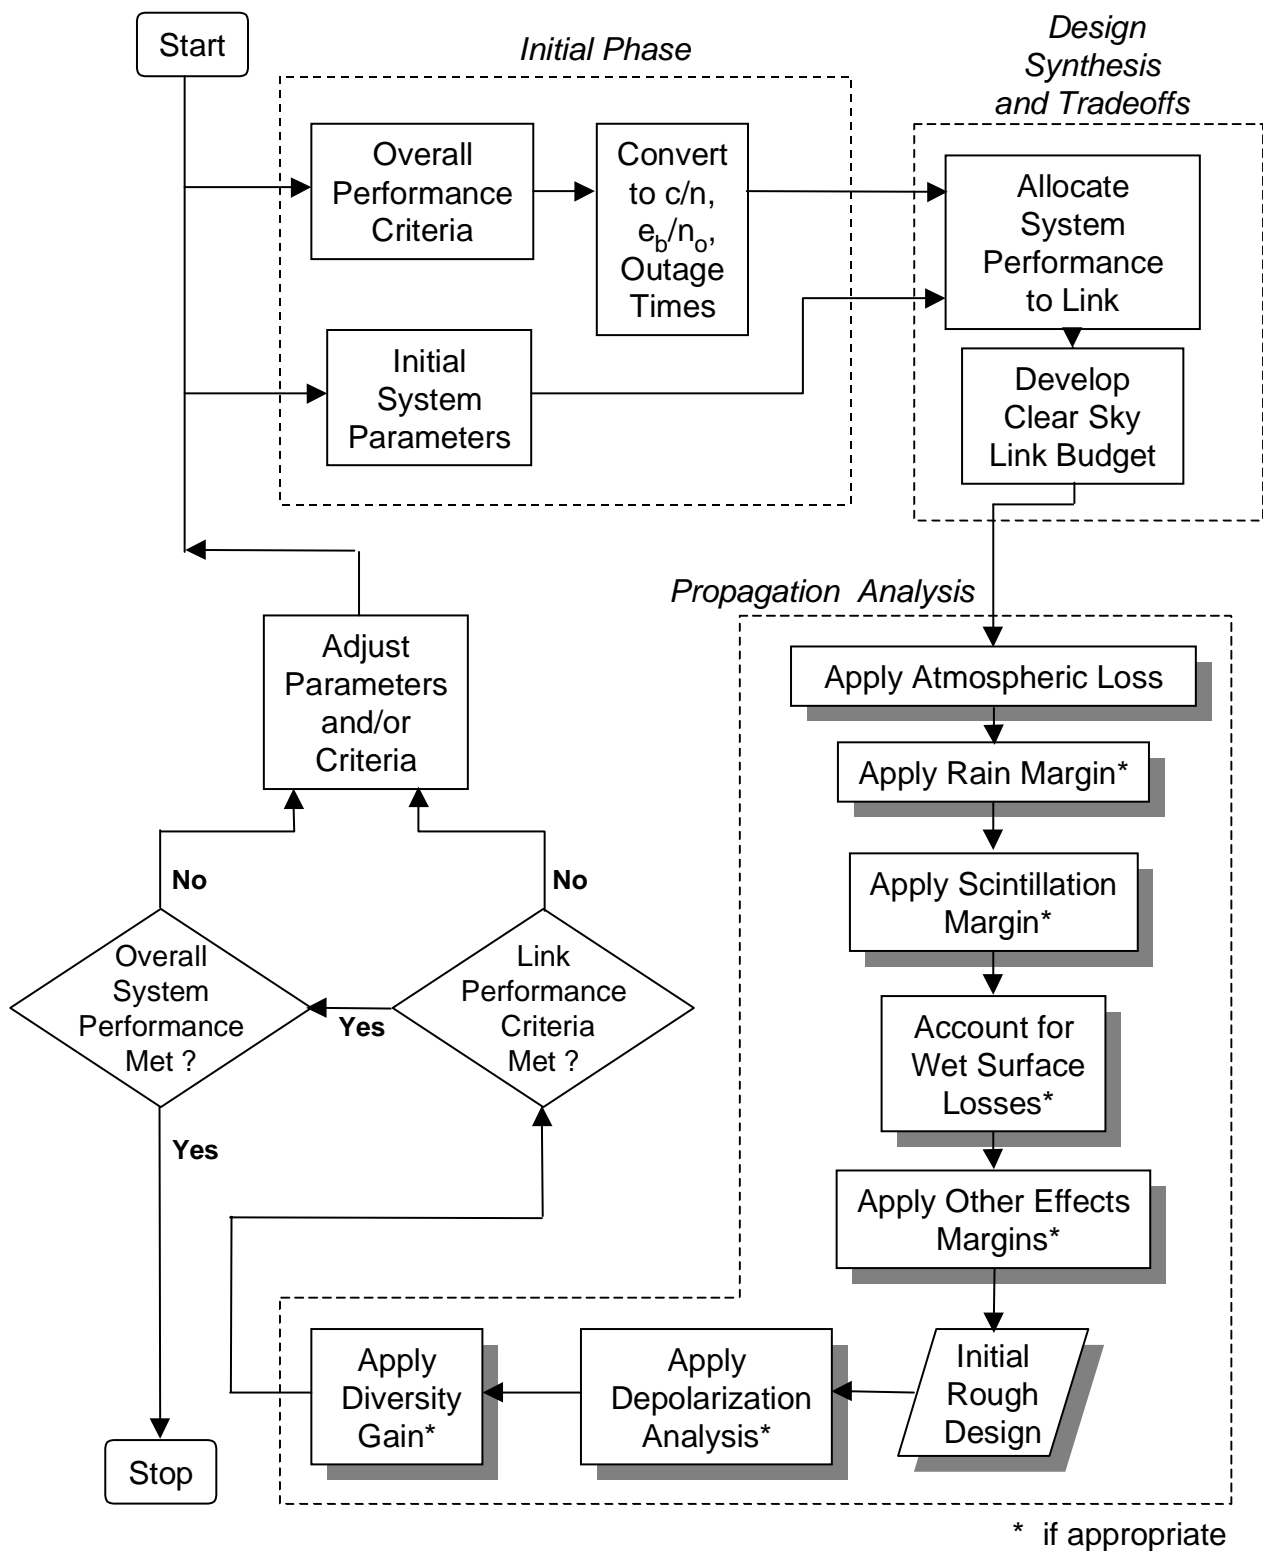 Start
Initial Phase
Design
Synthesis
and Tradeoffs
Overall
Performance
Criteria
Convert
to c/n,
e_b/n_o,
Outage
Times
Allocate
System
Performance
to Link
Initial
System
Parameters
Develop
Clear Sky
Link Budget
Propagation Analysis
Apply Atmospheric Loss
Apply Rain Margin*
Apply Scintillation
Margin*
Account for
Wet Surface
Losses*
Apply Other Effects
Margins*
Initial
Rough
Design
Apply
Depolarization
Analysis*
Apply
Diversity
Gain*
Link
Performance
Criteria
Met ?
No
Yes
Overall
System
Performance
Met ?
No
Yes
Adjust
Parameters
and/or
Criteria
Stop
* if appropriate